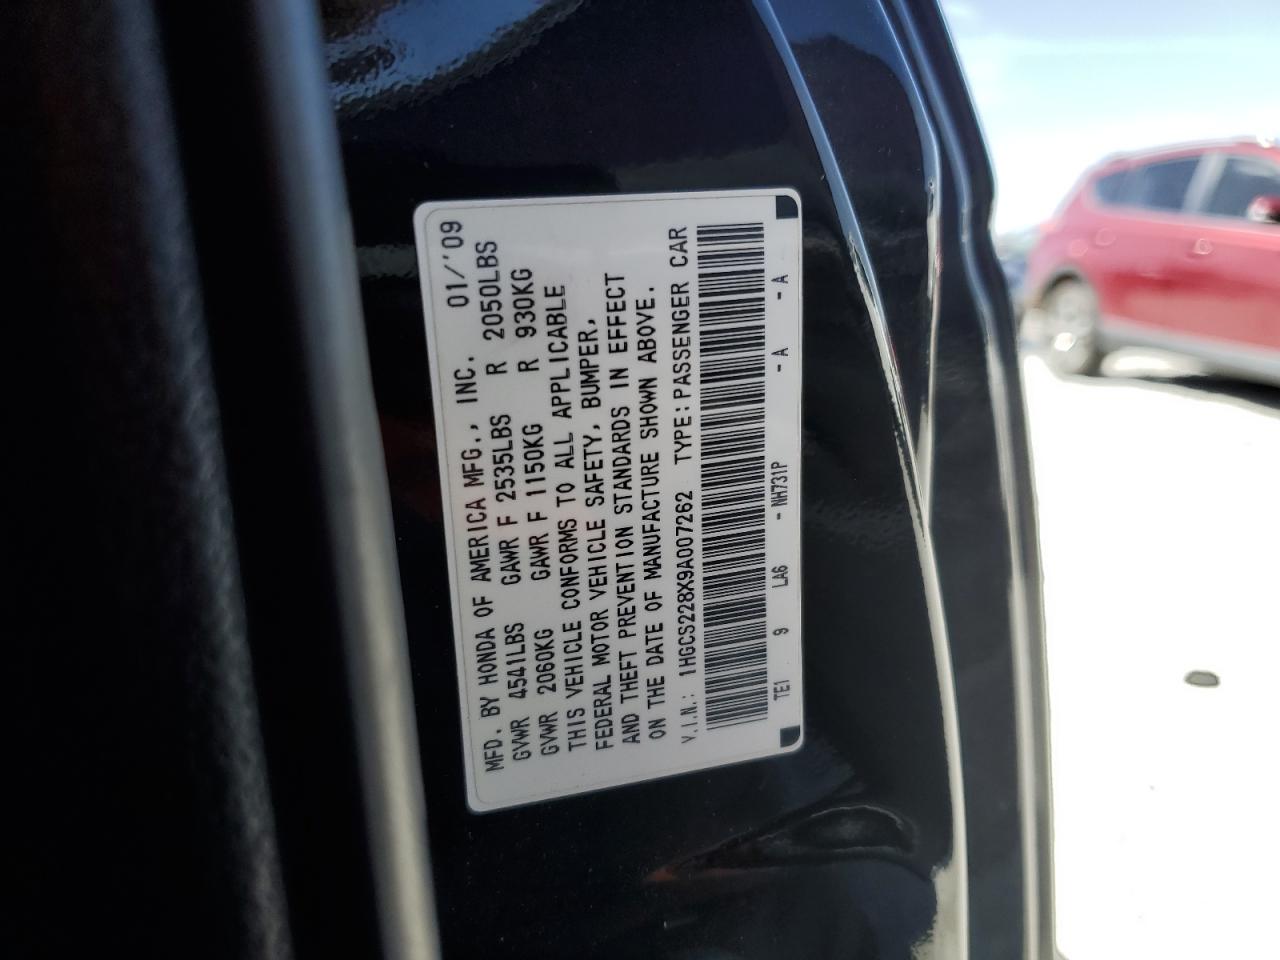 MFD. BY HONDA OF AMERICA MFG., INC. 01/'09
GVWR 4541LBS GAWR F 2535LBS R 2050LBS
GVWR 2060KG GAWR F 1150KG R 930KG
THIS VEHICLE CONFORMS TO ALL APPLICABLE
FEDERAL MOTOR VEHICLE SAFETY, BUMPER,
AND THEFT PREVENTION STANDARDS IN EFFECT
ON THE DATE OF MANUFACTURE SHOWN ABOVE.
V.I.N.: 1HGCS228X9A007262 TYPE:PASSENGER CAR
TE1 9 LA6 - NH731P - A - A